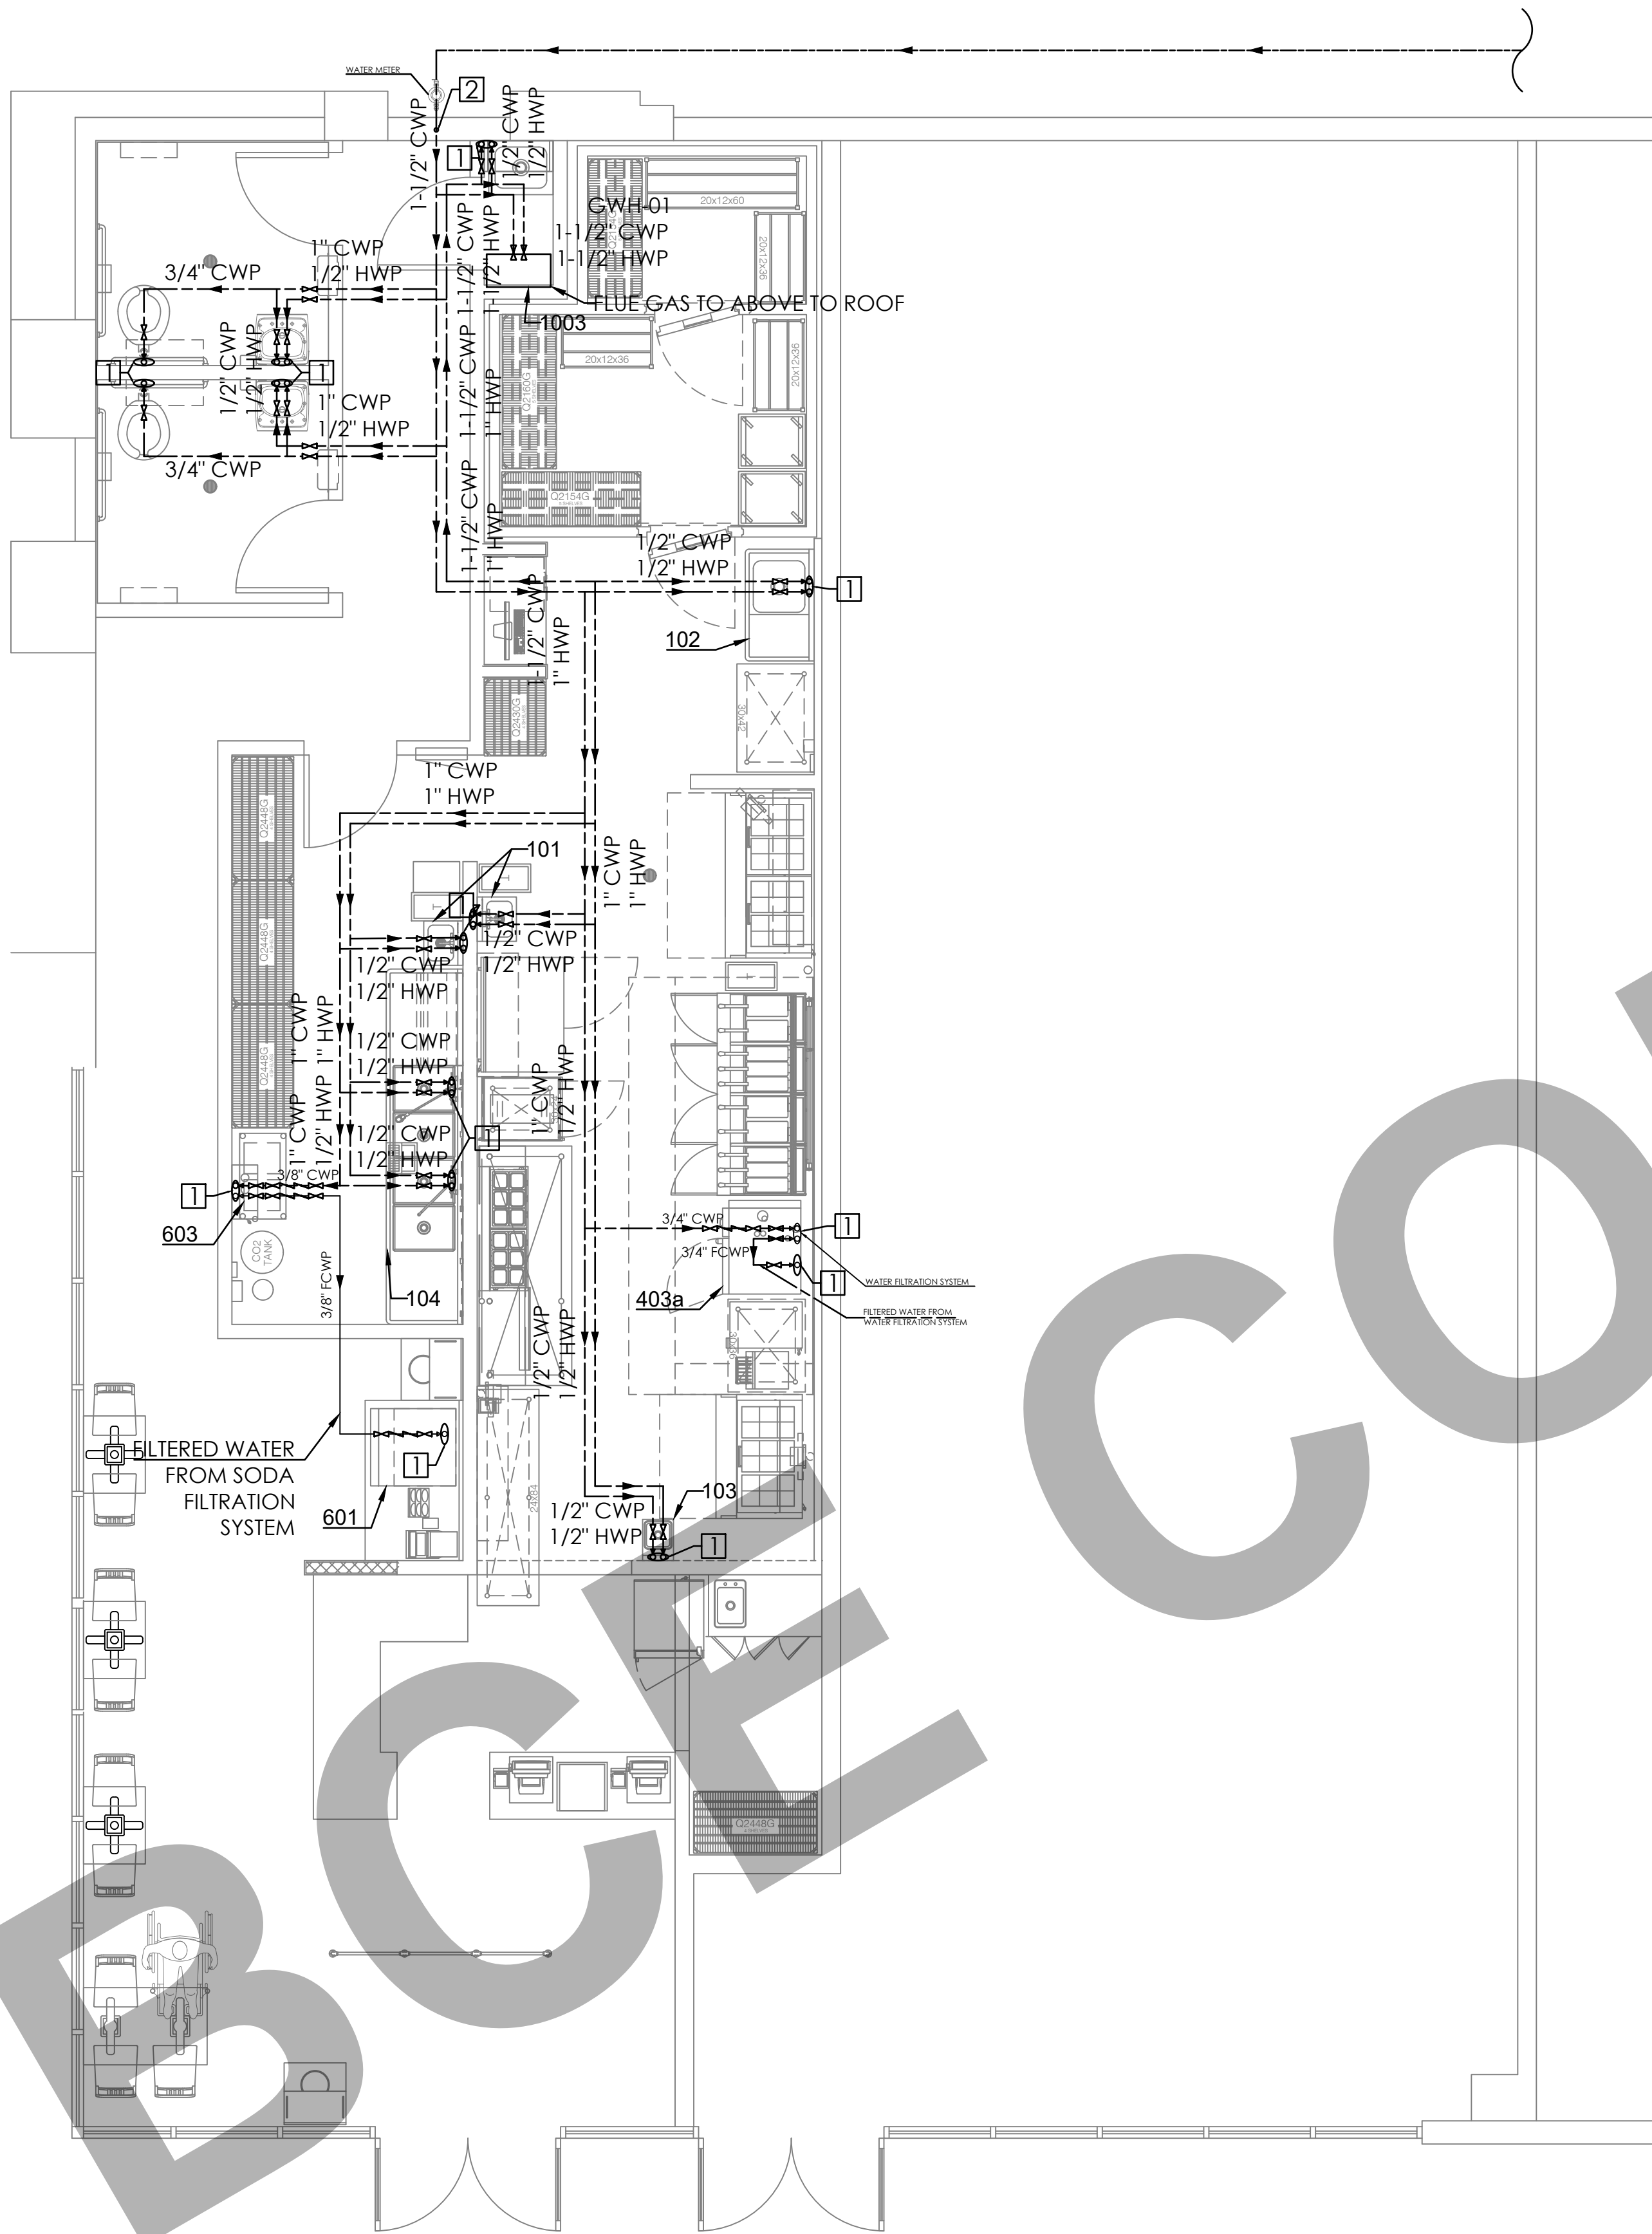 WATER METER
2
1-1/2" CWP
1/2" CWP
1/2" HWP
1
Q2154G
20x12x60
20x12x36
GWH-01
1-1/2" CWP
1-1/2" HWP
1" CWP
1/2" HWP
3/4" CWP
1-1/2" CWP
1-1/2" HWP
FLUE GAS TO ABOVE TO ROOF
1003
20x12x36
20x12x36
Q2160G
1-1/2" CWP
1" HWP
1
1
1/2" CWP
1/2" HWP
1" CWP
1/2" HWP
3/4" CWP
Q2154G
4 SHELVES
1-1/2" CWP
1" HWP
1/2" CWP
1/2" HWP
1
102
1-1/2" CWP
1" HWP
Q2430G
30x42
1" CWP
1" HWP
Q2448G
101
1" CWP
1" HWP
1/2" CWP
1/2" HWP
Q2448G
1/2" CWP
1/2" HWP
1" CWP
1" HWP
1/2" CWP
1/2" HWP
Q2448G
1" CWP
1/2" HWP
1" CWP
1/2" HWP
1/2" CWP
1/2" HWP
1
3/8" CWP
1
603
3/4" CWP
1
3/4" FCWP
CO2
TANK
1
WATER FILTRATION SYSTEM
3/8" FCWP
104
403a
FILTERED WATER FROM
WATER FILTRATION SYSTEM
30x36
1/2" CWP
1/2" HWP
FILTERED WATER
FROM SODA
FILTRATION
SYSTEM
1
601
24x84
103
1/2" CWP
1/2" HWP
1
Q2448G
4 SHELVES
BCE CO